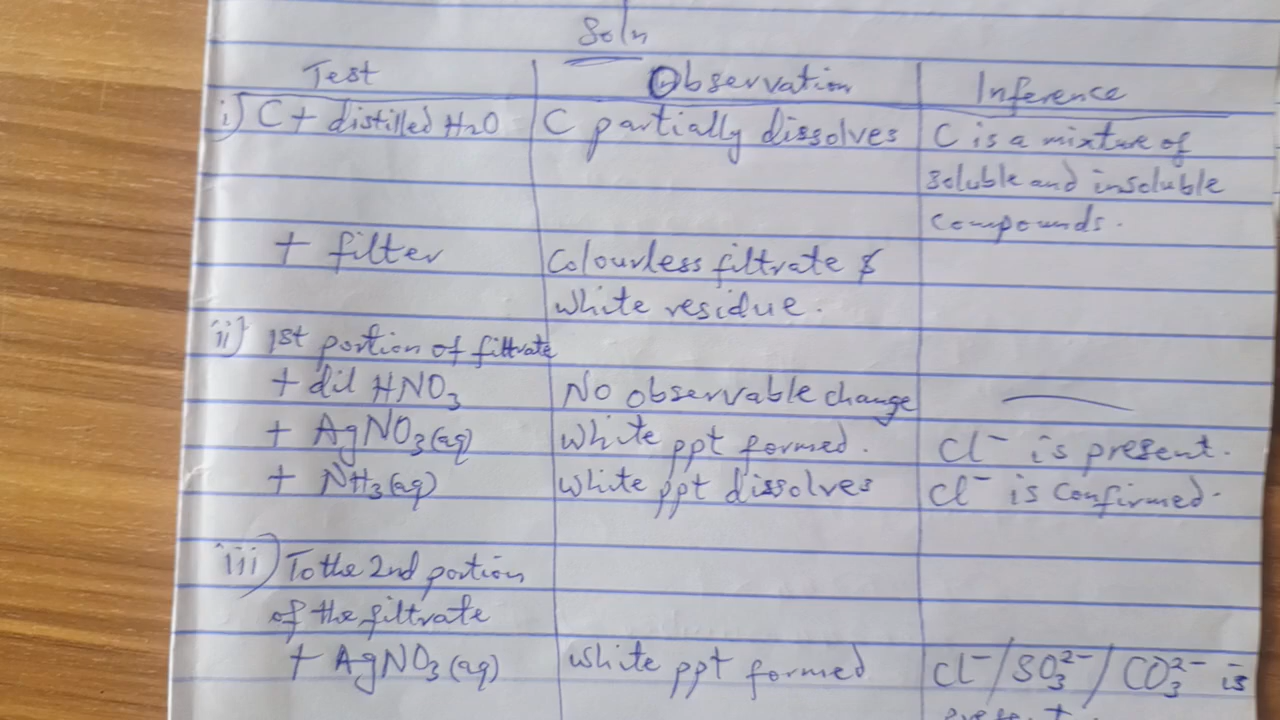 Soln
Test Observation Inference
i) C + distilled H2O C partially dissolves C is a mixture of
soluble and insoluble
compounds.
+ filter Colourless filtrate &
white residue.
ii) 1st portion of filtrate
+ dil HNO3 No observable change —
+ AgNO3(aq) White ppt formed. Cl⁻ is present.
+ NH3(aq) White ppt dissolves Cl⁻ is confirmed.
iii) To the 2nd portion
of the filtrate
+ AgNO3(aq) White ppt formed Cl⁻/SO3²⁻/CO3²⁻ is
present